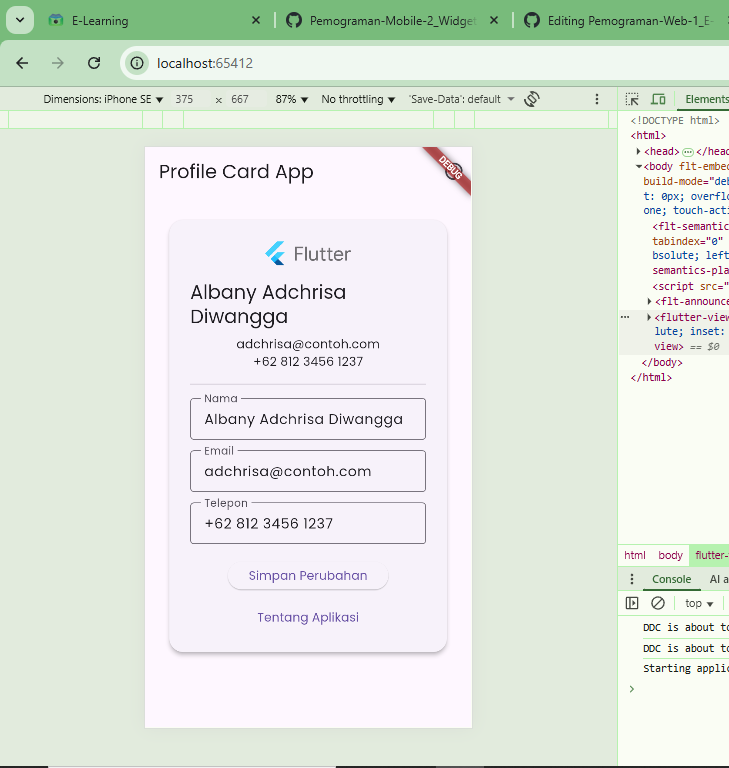 E-Learning
Pemograman-Mobile-2_Widget
Editing Pemograman-Web-1_E-
localhost:65412
Dimensions: iPhone SE ▼ 375 x 667 87% ▼ No throttling ▼ 'Save-Data': default ▼
Elements
<!DOCTYPE html>
<html>
<head> … </head
<body flt-embed
build-mode="deb
t: 0px; overflo
one; touch-acti
<flt-semantic
tabindex="0"
bsolute; left
semantics-pla
<script src="
<flt-announce
<flutter-view
lute; inset:
view> == $0
</body>
</html>
Profile Card App
DEBUG
Flutter
Albany Adchrisa
Diwangga
adchrisa@contoh.com
+62 812 3456 1237
Nama
Albany Adchrisa Diwangga
Email
adchrisa@contoh.com
Telepon
+62 812 3456 1237
Simpan Perubahan
Tentang Aplikasi
html body flutter-
Console AI a
top ▼
DDC is about to
DDC is about to
Starting applic